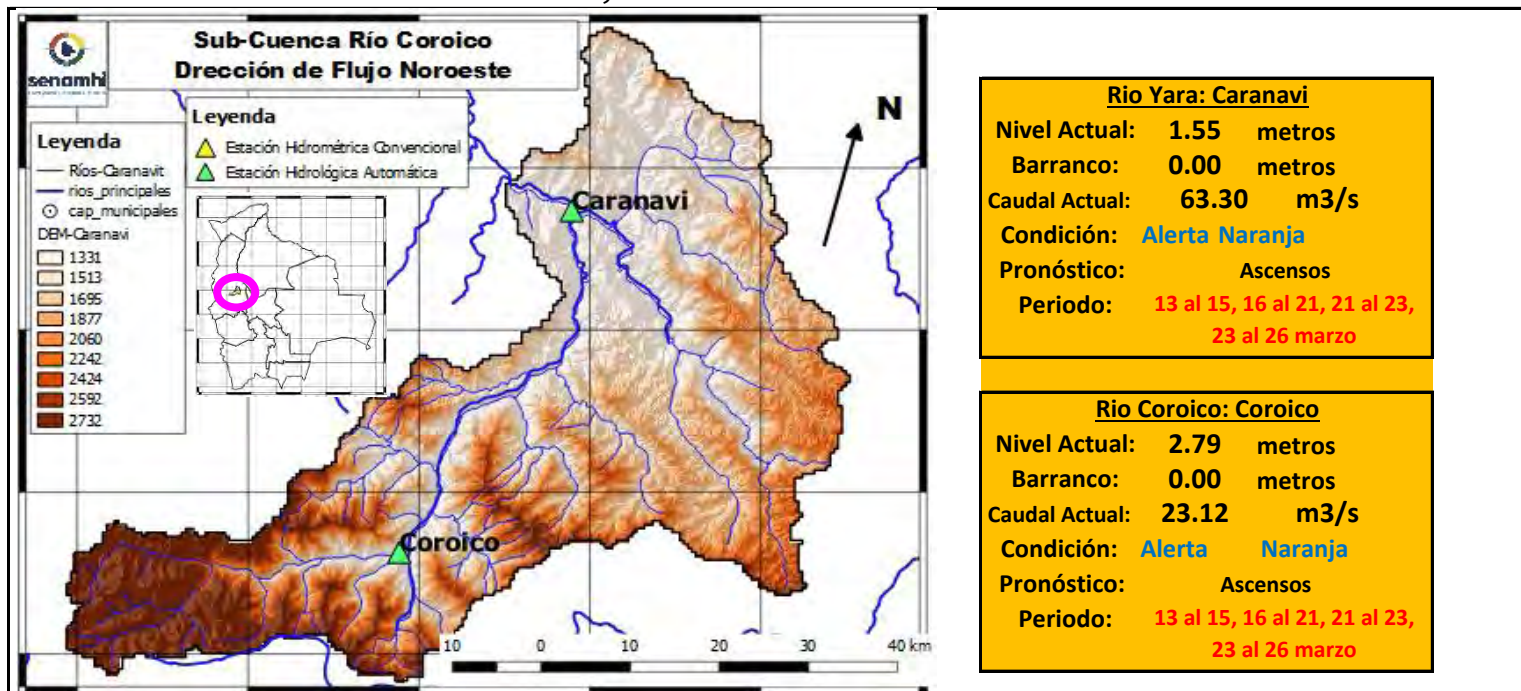 Sub-Cuenca Río Coroico
Drección de Flujo Noroeste
senamhi
Leyenda
Estación Hidrométrica Convencional
Estación Hidrológica Automática
Leyenda
Ríos-Caranavit
rios_principales
cap_municipales
DEM-Caranavi
1331
1513
1695
1877
2060
2242
2424
2592
2732
N
Caranavi
Coroico
10 0 10 20 30 40 km
Rio Yara: Caranavi
Nivel Actual: 1.55 metros
Barranco: 0.00 metros
Caudal Actual: 63.30 m3/s
Condición: Alerta Naranja
Pronóstico: Ascensos
Periodo: 13 al 15, 16 al 21, 21 al 23,
23 al 26 marzo
Rio Coroico: Coroico
Nivel Actual: 2.79 metros
Barranco: 0.00 metros
Caudal Actual: 23.12 m3/s
Condición: Alerta Naranja
Pronóstico: Ascensos
Periodo: 13 al 15, 16 al 21, 21 al 23,
23 al 26 marzo